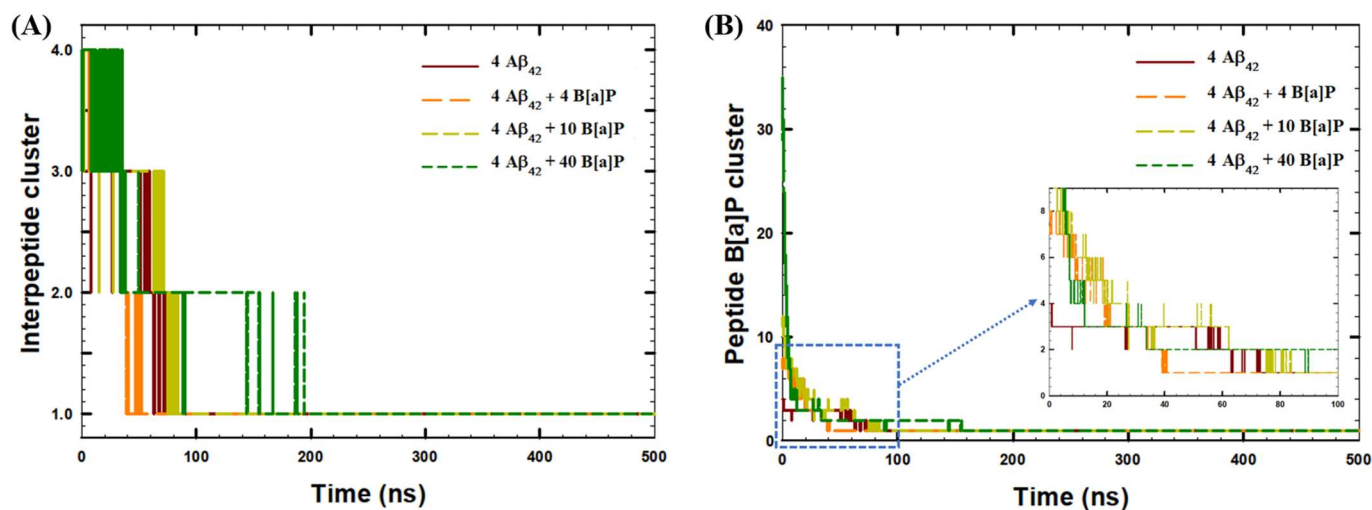 (A)
Interpeptide cluster
4.0
3.0
2.0
1.0
4 Aβ42
4 Aβ42 + 4 B[a]P
4 Aβ42 + 10 B[a]P
4 Aβ42 + 40 B[a]P
0 100 200 300 400 500
Time (ns)
(B)
Peptide B[a]P cluster
40
30
20
10
0
4 Aβ42
4 Aβ42 + 4 B[a]P
4 Aβ42 + 10 B[a]P
4 Aβ42 + 40 B[a]P
8
6
4
2
0
0 20 40 60 80 100
0 100 200 300 400 500
Time (ns)